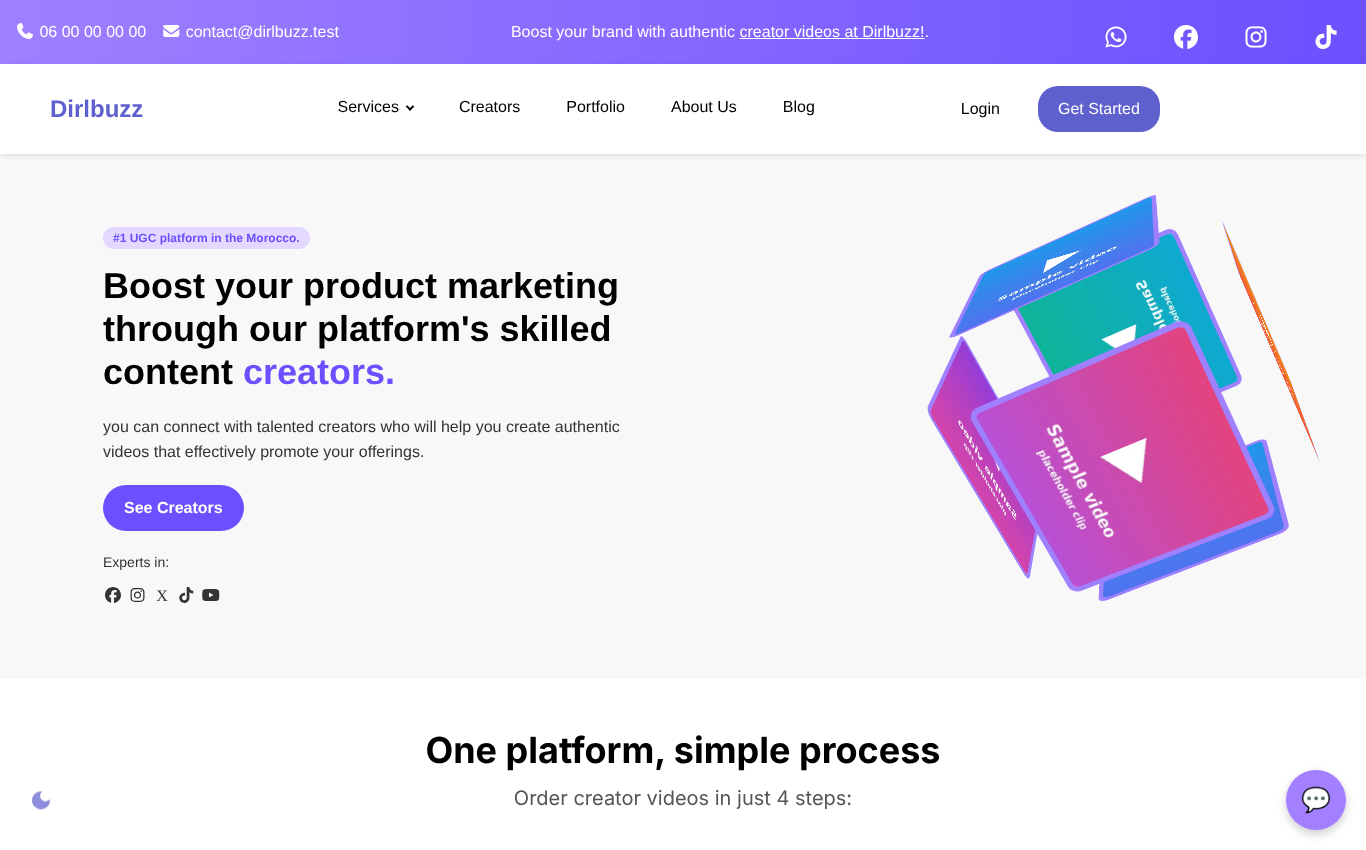 06 00 00 00 00
contact@dirlbuzz.test
Boost your brand with authentic creator videos at Dirlbuzz!.
Dirlbuzz
Services
Creators
Portfolio
About Us
Blog
Login
Get Started
#1 UGC platform in the Morocco.
Boost your product marketing
through our platform's skilled
content creators.
you can connect with talented creators who will help you create authentic
videos that effectively promote your offerings.
See Creators
Experts in:
Sample video
placeholder clip
Sample video
placeholder clip
One platform, simple process
Order creator videos in just 4 steps: